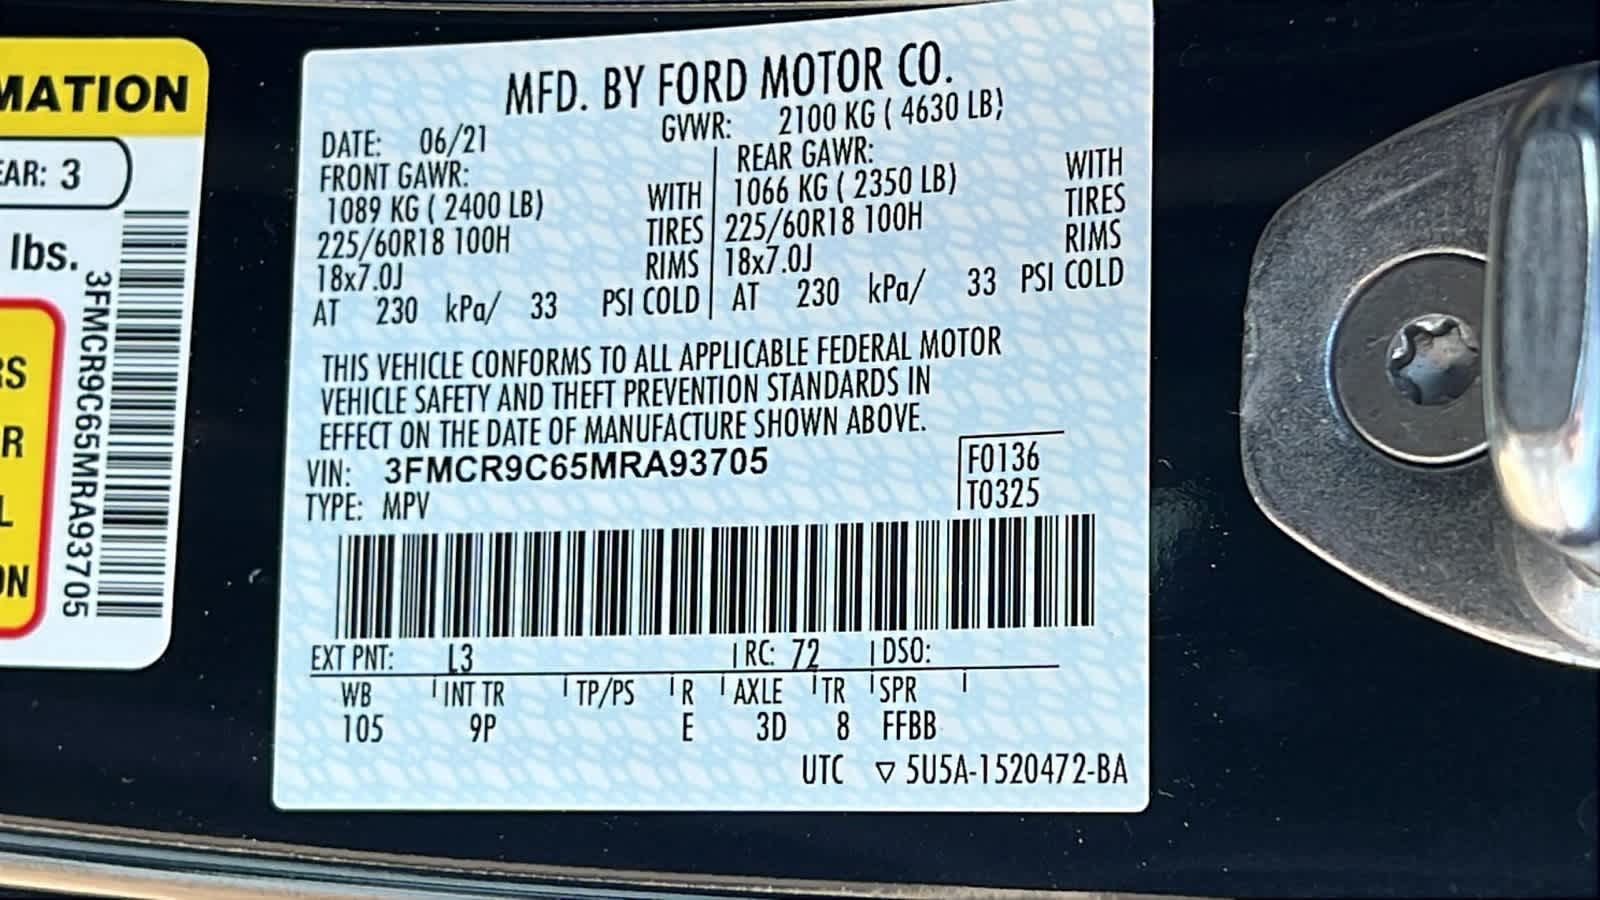 MATION
EAR: 3
lbs.
RS
R
L
ON
3FMCR9C65MRA93705
MFD. BY FORD MOTOR CO.
DATE: 06/21 GVWR: 2100 KG ( 4630 LB)
FRONT GAWR: REAR GAWR:
1089 KG ( 2400 LB) WITH 1066 KG ( 2350 LB) WITH
225/60R18 100H TIRES 225/60R18 100H TIRES
18x7.0J RIMS 18x7.0J RIMS
AT 230 kPa/ 33 PSI COLD AT 230 kPa/ 33 PSI COLD
THIS VEHICLE CONFORMS TO ALL APPLICABLE FEDERAL MOTOR
VEHICLE SAFETY AND THEFT PREVENTION STANDARDS IN
EFFECT ON THE DATE OF MANUFACTURE SHOWN ABOVE.
VIN: 3FMCR9C65MRA93705 F0136
TYPE: MPV T0325
EXT PNT: L3 RC: 72 DSO:
WB INT TR TP/PS R AXLE TR SPR
105 9P E 3D 8 FFBB
UTC ▽ 5U5A-1520472-BA